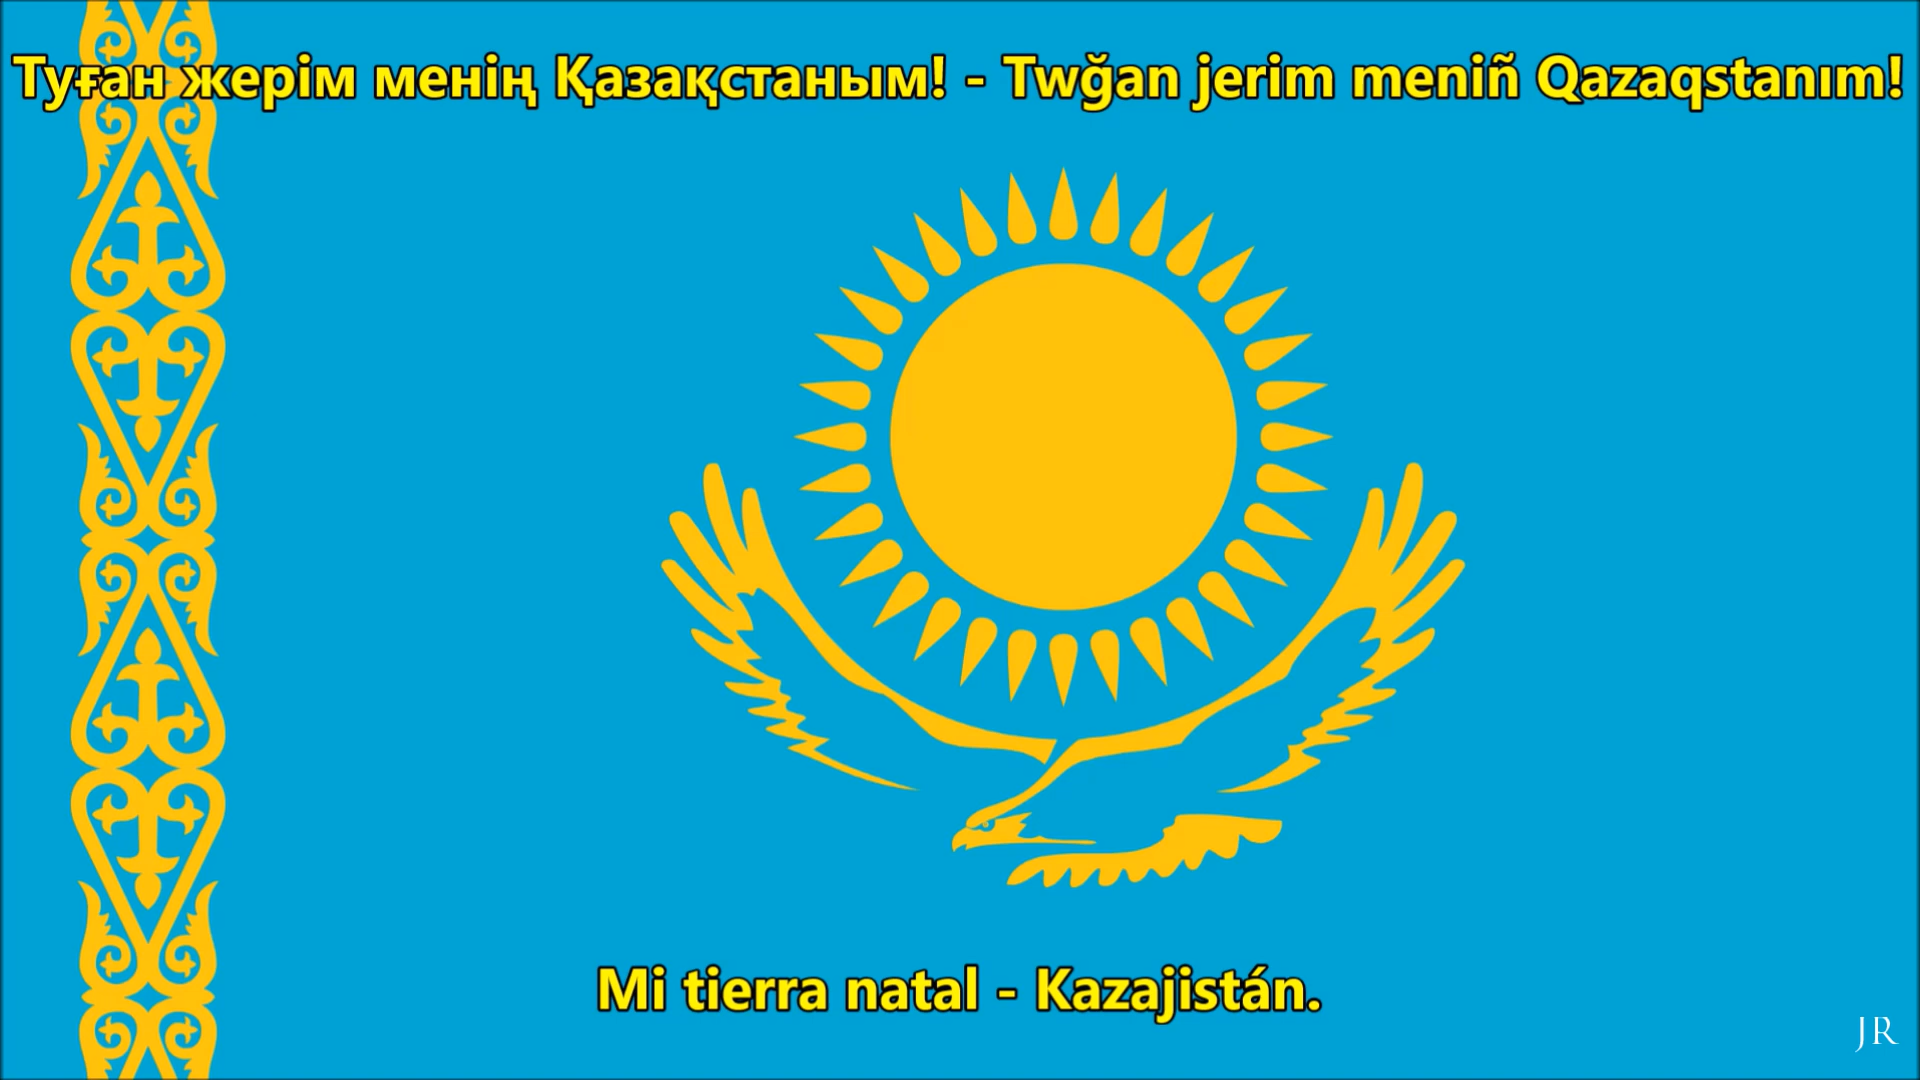 Туған жерім менің Қазақстаным! - Twğan jerim meniñ Qazaqstanım!
Mi tierra natal - Kazajistán.
JR